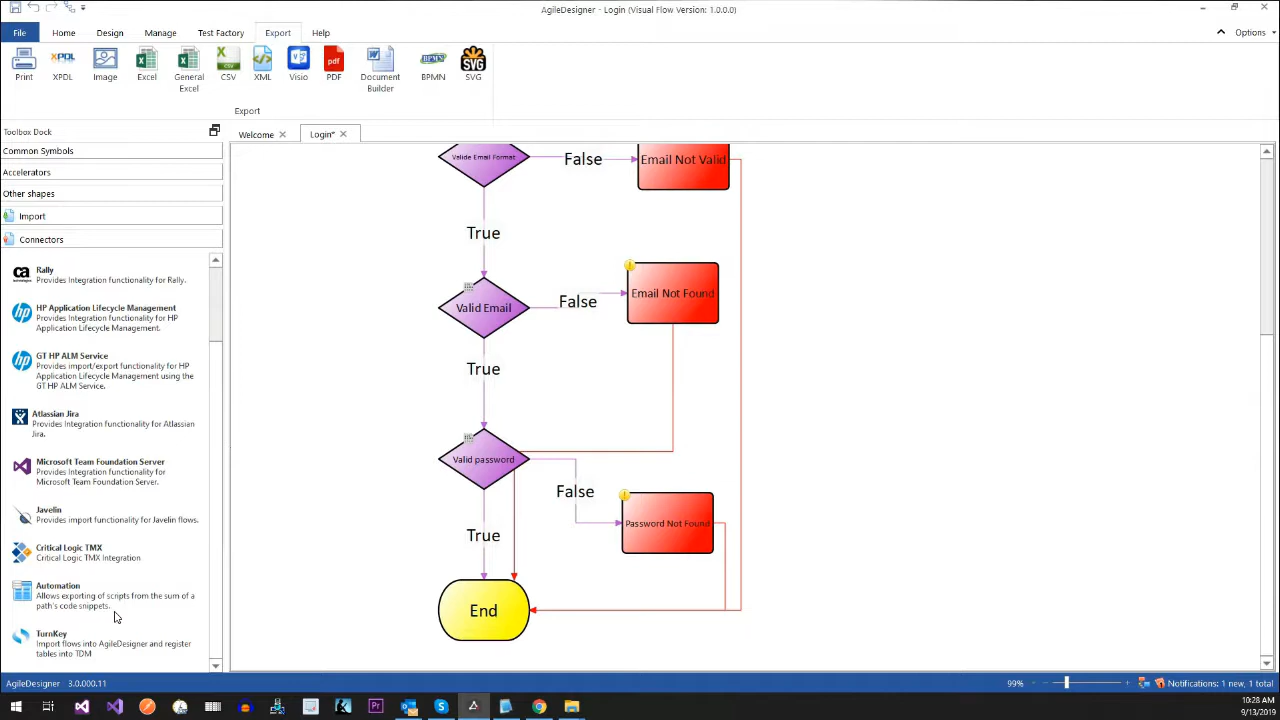 AgileDesigner - Login (Visual Flow Version: 1.0.0.0)
File
Home
Design
Manage
Test Factory
Export
Help
Options
Print
XPDL
Image
Excel
General
Excel
CSV
XML
Visio
pdf
PDF
Document
Builder
BPMN
BPMN
SVG
SVG
Export
Toolbox Dock
Common Symbols
Accelerators
Other shapes
Import
Connectors
ca
Rally
Provides Integration functionality for Rally.
hp
HP Application Lifecycle Management
Provides Integration functionality for HP
Application Lifecycle Management.
hp
GT HP ALM Service
Provides import/export functionality for HP
Application Lifecycle Management using the
GT HP ALM Service.
Atlassian Jira
Provides Integration functionality for Atlassian
Jira.
Microsoft Team Foundation Server
Provides Integration functionality for
Microsoft Team Foundation Server.
Javelin
Provides import functionality for Javelin flows.
Critical Logic TMX
Critical Logic TMX Integration
Automation
Allows exporting of scripts from the sum of a
path's code snippets.
TurnKey
Import flows into AgileDesigner and register
tables into TDM
Welcome
Login*
Valide Email Format
False
Email Not Valid
True
Valid Email
False
Email Not Found
True
Valid password
False
Password Not Found
True
End
AgileDesigner 3.0.000.11
99%
Notifications: 1 new, 1 total
10:28 AM
9/13/2019